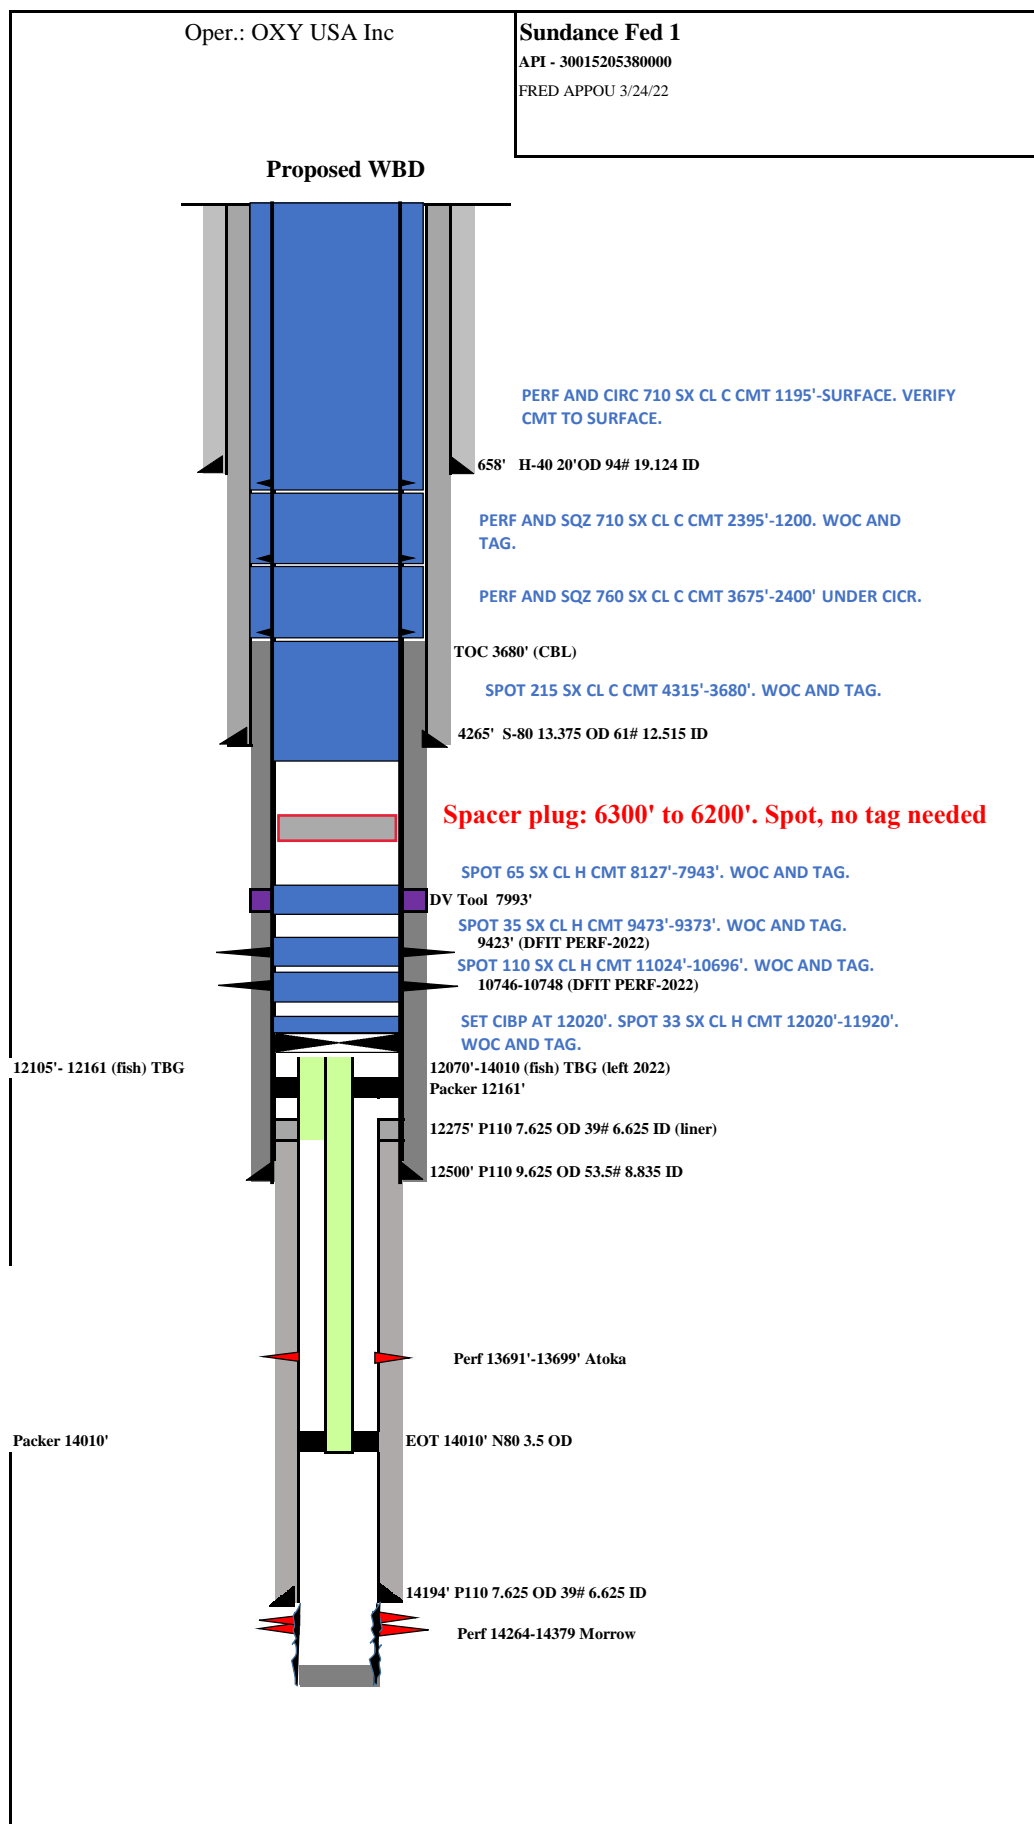 Oper.: OXY USA Inc
Sundance Fed 1
API - 30015205380000
FRED APPOU 3/24/22
Proposed WBD
PERF AND CIRC 710 SX CL C CMT 1195'-SURFACE. VERIFY
CMT TO SURFACE.
658' H-40 20'OD 94# 19.124 ID
PERF AND SQZ 710 SX CL C CMT 2395'-1200. WOC AND
TAG.
PERF AND SQZ 760 SX CL C CMT 3675'-2400' UNDER CICR.
TOC 3680' (CBL)
SPOT 215 SX CL C CMT 4315'-3680'. WOC AND TAG.
4265' S-80 13.375 OD 61# 12.515 ID
Spacer plug: 6300' to 6200'. Spot, no tag needed
SPOT 65 SX CL H CMT 8127'-7943'. WOC AND TAG.
DV Tool 7993'
SPOT 35 SX CL H CMT 9473'-9373'. WOC AND TAG.
9423' (DFIT PERF-2022)
SPOT 110 SX CL H CMT 11024'-10696'. WOC AND TAG.
10746-10748 (DFIT PERF-2022)
SET CIBP AT 12020'. SPOT 33 SX CL H CMT 12020'-11920'.
WOC AND TAG.
12105'- 12161 (fish) TBG
12070'-14010 (fish) TBG (left 2022)
Packer 12161'
12275' P110 7.625 OD 39# 6.625 ID (liner)
12500' P110 9.625 OD 53.5# 8.835 ID
Perf 13691'-13699' Atoka
Packer 14010'
EOT 14010' N80 3.5 OD
14194' P110 7.625 OD 39# 6.625 ID
Perf 14264-14379 Morrow